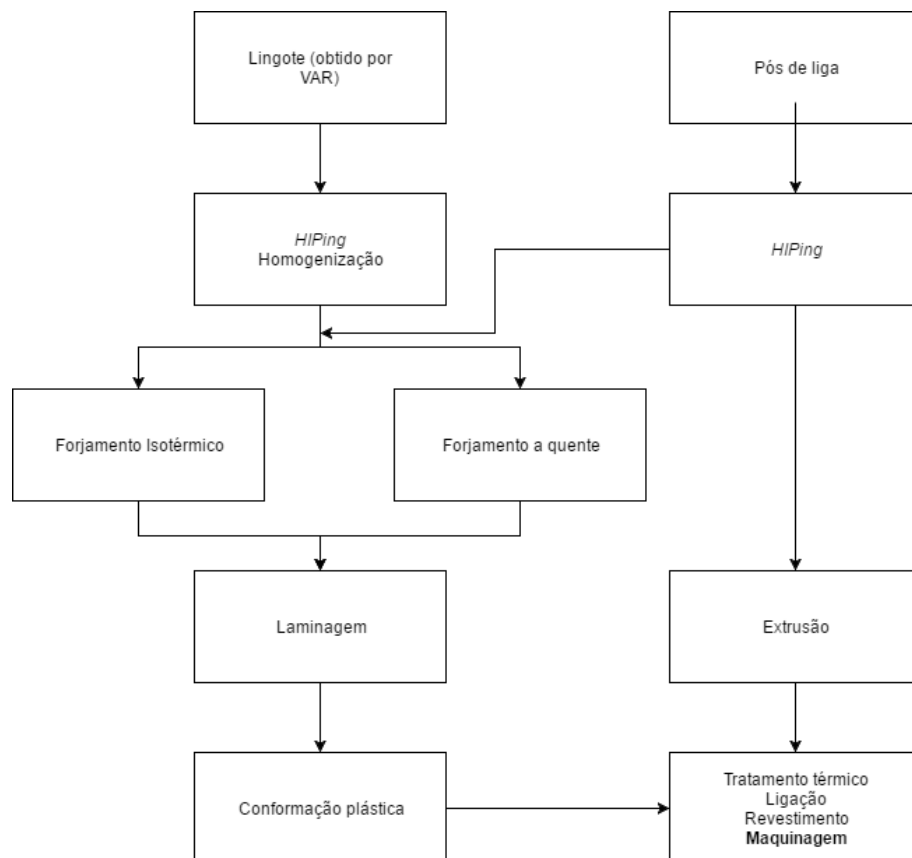 Lingote (obtido por
VAR)
Pós de liga
HIPing
Homogenização
HIPing
Forjamento Isotérmico
Forjamento a quente
Laminagem
Extrusão
Conformação plástica
Tratamento térmico
Ligação
Revestimento
Maquinagem